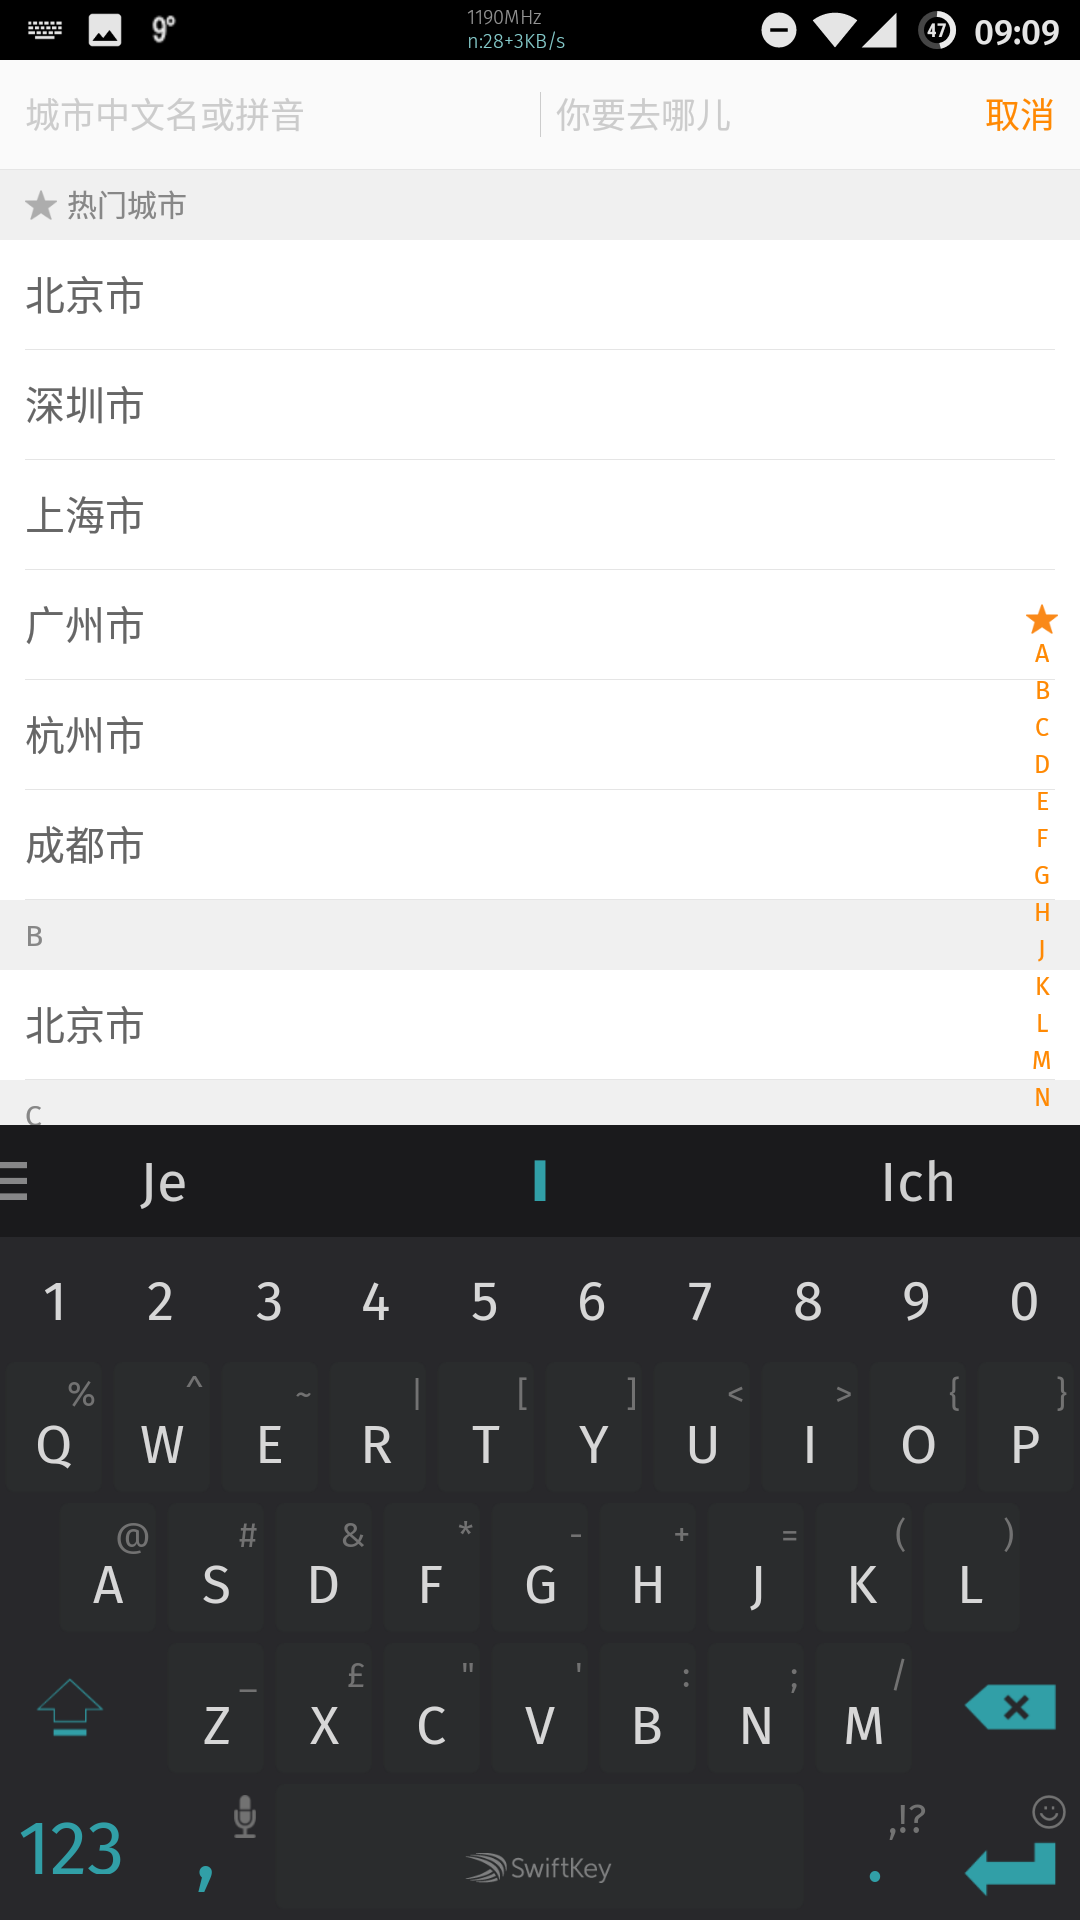 9°
1190MHz
n:28+3KB/s
47
09:09
城市中文名或拼音 你要去哪儿 取消
热门城市
北京市
深圳市
上海市
广州市
杭州市
成都市
B
北京市
C
A
B
C
D
E
F
G
H
J
K
L
M
N
Je I Ich
1 2 3 4 5 6 7 8 9 0
% ^ ~ | [ ] < > { }
Q W E R T Y U I O P
@ # & * - + = ( )
A S D F G H J K L
_ £ " ' : ; /
Z X C V B N M
,!?
123 , SwiftKey .